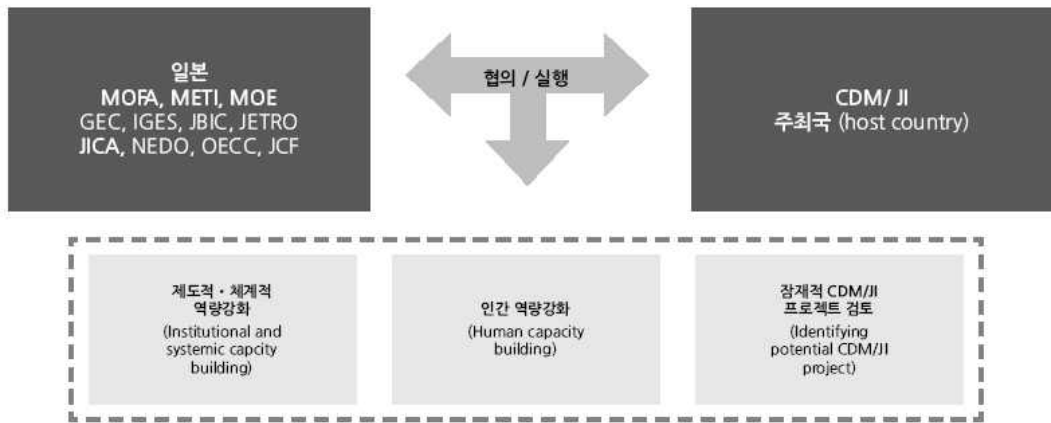 일본
MOFA, METI, MOE
GEC, IGES, JBIC, JETRO
JICA, NEDO, OECC, JCF
협의 / 실행
CDM/ JI
주최국 (host country)
제도적・체계적
역량강화
(Institutional and
systemic capcity
building)
인간 역량강화
(Human capacity
building)
잠재적 CDM/JI
프로젝트 검토
(Identifying
potential CDM/JI
project)